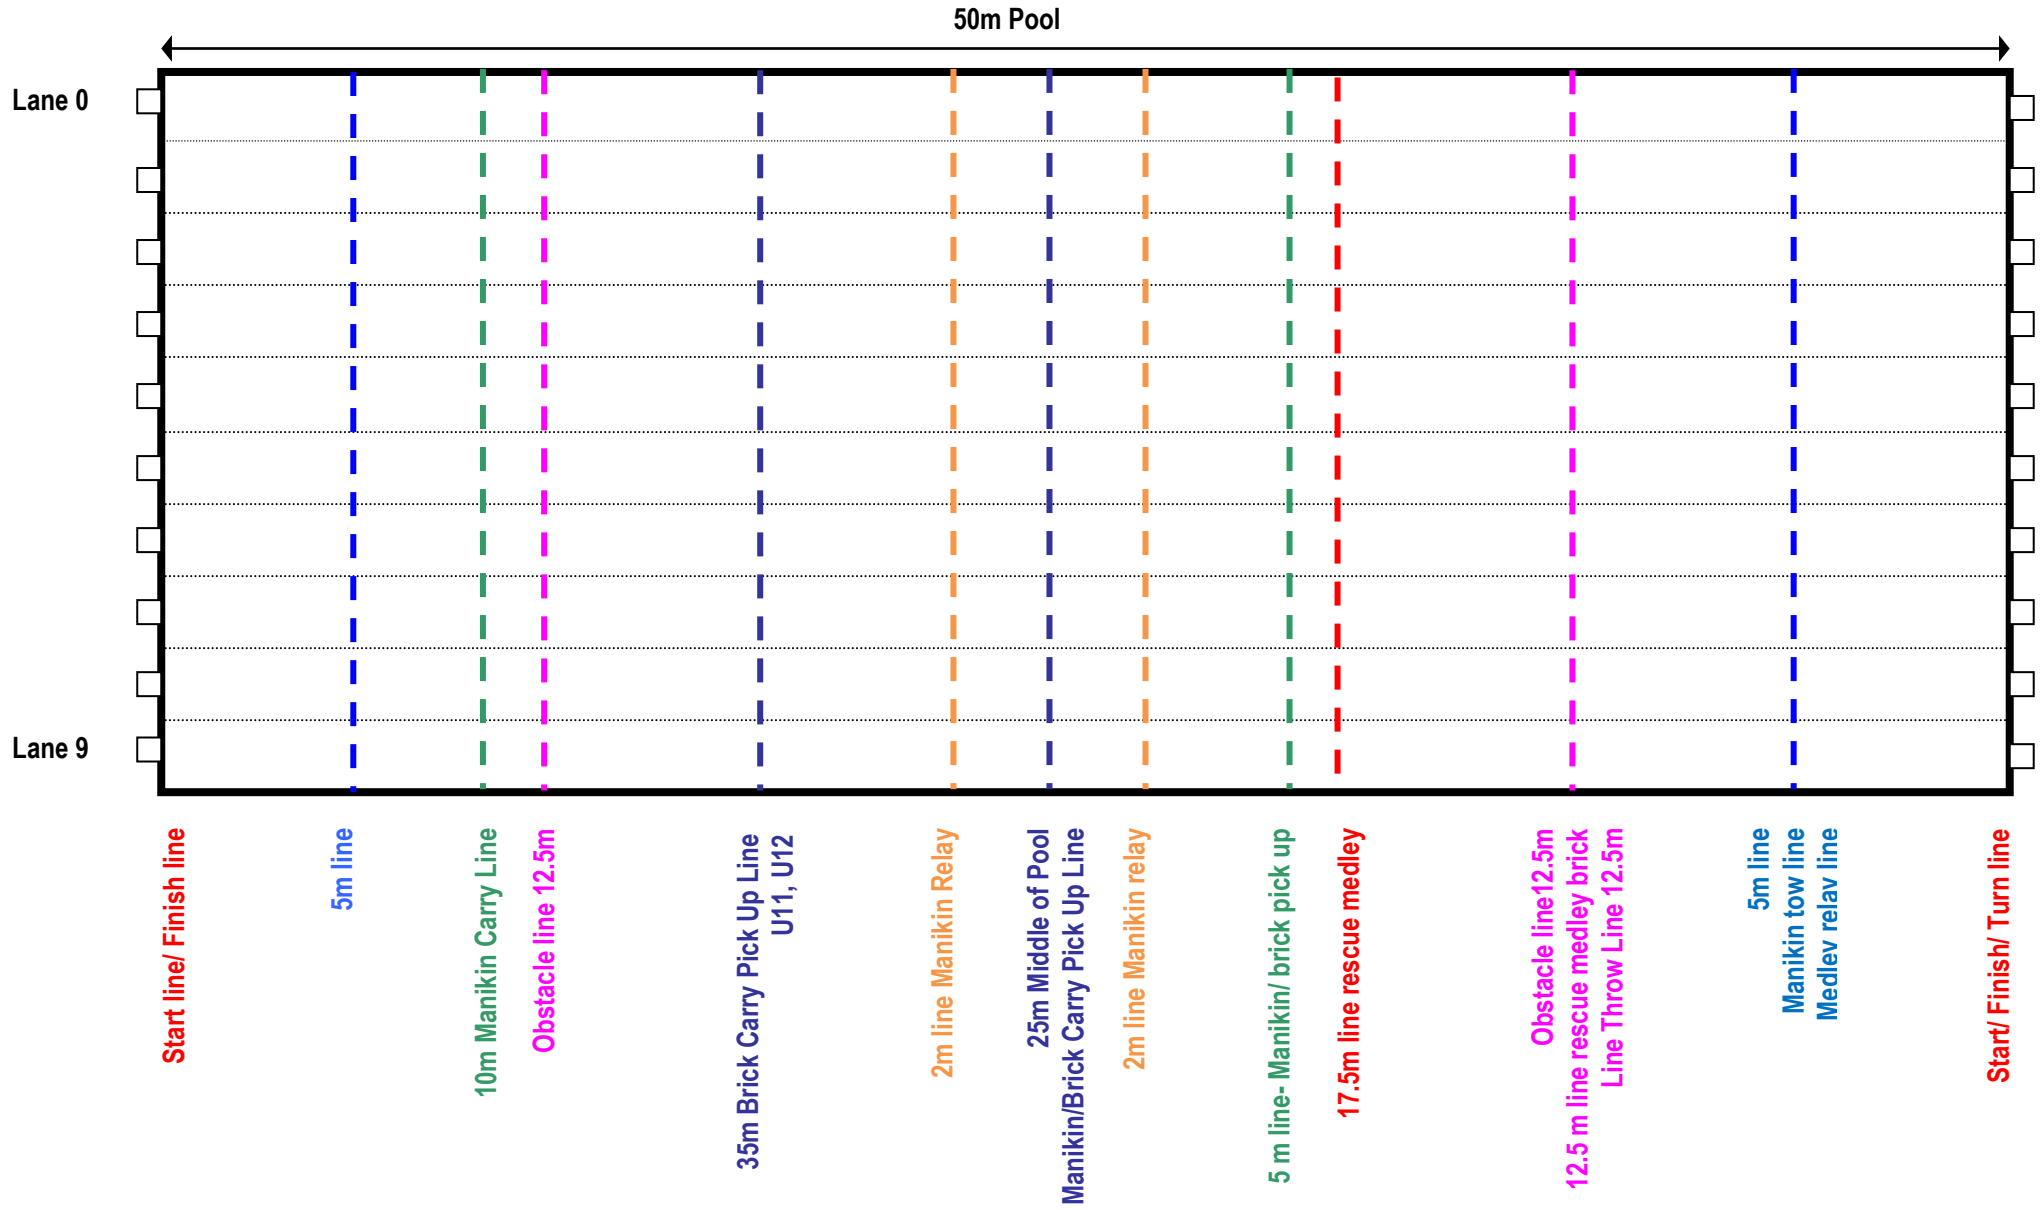 50m Pool
Lane 0
Lane 9
Start line/ Finish line
5m line
10m Manikin Carry Line
Obstacle line 12.5m
35m Brick Carry Pick Up Line
U11, U12
2m line Manikin Relay
25m Middle of Pool
Manikin/Brick Carry Pick Up Line
2m line Manikin relay
5 m line- Manikin/ brick pick up
17.5m line rescue medley
Obstacle line12.5m
12.5 m line rescue medley brick
Line Throw Line 12.5m
5m line
Manikin tow line
Medley relay line
Start/ Finish/ Turn line